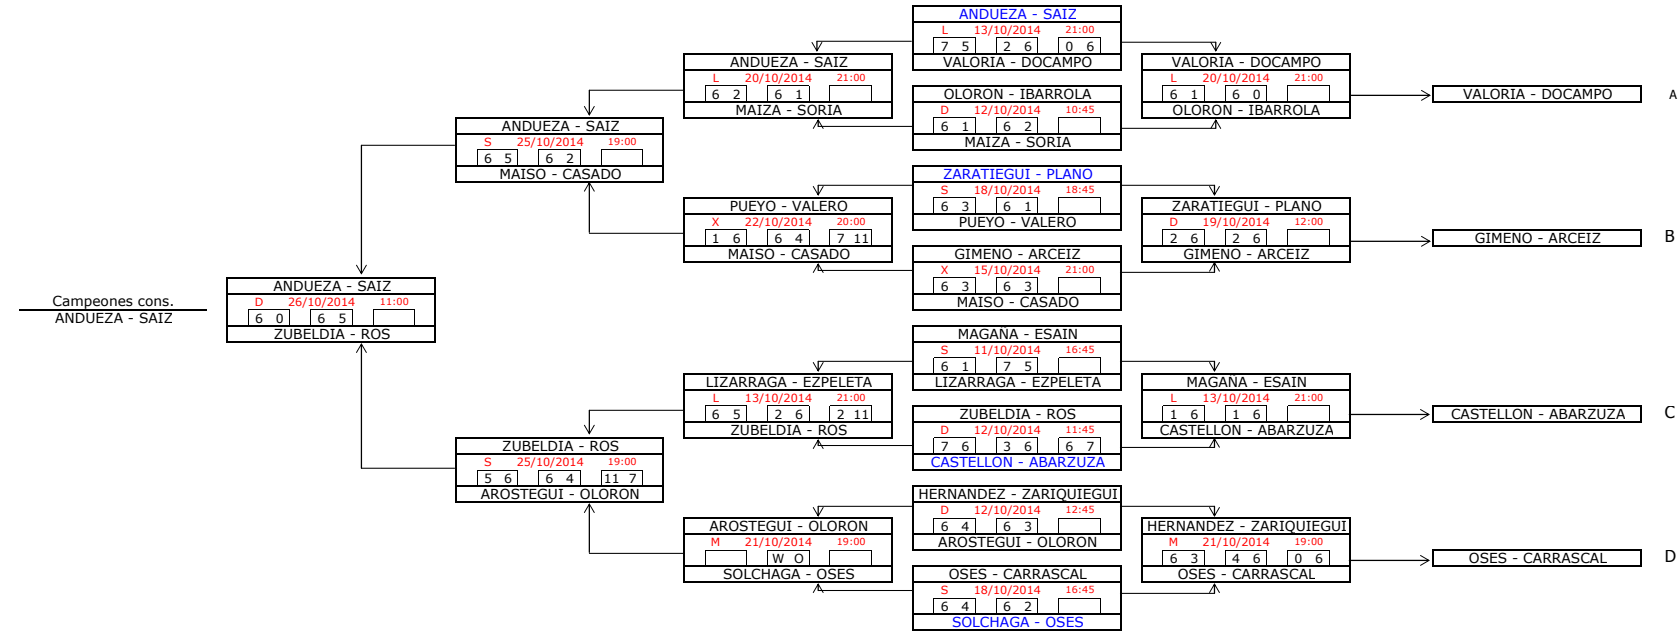 Campeones cons.
ANDUEZA - SAIZ
ANDUEZA - SAIZ
D 26/10/2014 11:00
6 0 6 5
ZUBELDIA - ROS
ANDUEZA - SAIZ
S 25/10/2014 19:00
6 5 6 2
MAISO - CASADO
ZUBELDIA - ROS
S 25/10/2014 19:00
5 6 6 4 11 7
AROSTEGUI - OLORON
ANDUEZA - SAIZ
L 20/10/2014 21:00
6 2 6 1
MAIZA - SORIA
PUEYO - VALERO
X 22/10/2014 20:00
1 6 6 4 7 11
MAISO - CASADO
LIZARRAGA - EZPELETA
L 13/10/2014 21:00
6 5 2 6 2 11
ZUBELDIA - ROS
AROSTEGUI - OLORON
M 21/10/2014 19:00
W O
SOLCHAGA - OSES
ANDUEZA - SAIZ
L 13/10/2014 21:00
7 5 2 6 0 6
VALORIA - DOCAMPO
OLORON - IBARROLA
D 12/10/2014 10:45
6 1 6 2
MAIZA - SORIA
ZARATIEGUI - PLANO
S 18/10/2014 18:45
6 3 6 1
PUEYO - VALERO
GIMENO - ARCEIZ
X 15/10/2014 21:00
6 3 6 3
MAISO - CASADO
MAGAÑA - ESAIN
S 11/10/2014 16:45
6 1 7 5
LIZARRAGA - EZPELETA
ZUBELDIA - ROS
D 12/10/2014 11:45
7 6 3 6 6 7
CASTELLON - ABARZUZA
HERNANDEZ - ZARIQUIEGUI
D 12/10/2014 12:45
6 4 6 3
AROSTEGUI - OLORON
OSES - CARRASCAL
S 18/10/2014 16:45
6 4 6 2
SOLCHAGA - OSES
VALORIA - DOCAMPO
L 20/10/2014 21:00
6 1 6 0
OLORON - IBARROLA
ZARATIEGUI - PLANO
D 19/10/2014 12:00
2 6 2 6
GIMENO - ARCEIZ
MAGAÑA - ESAIN
L 13/10/2014 21:00
1 6 1 6
CASTELLON - ABARZUZA
HERNANDEZ - ZARIQUIEGUI
M 21/10/2014 19:00
6 3 4 6 0 6
OSES - CARRASCAL
VALORIA - DOCAMPO A
GIMENO - ARCEIZ B
CASTELLON - ABARZUZA C
OSES - CARRASCAL D